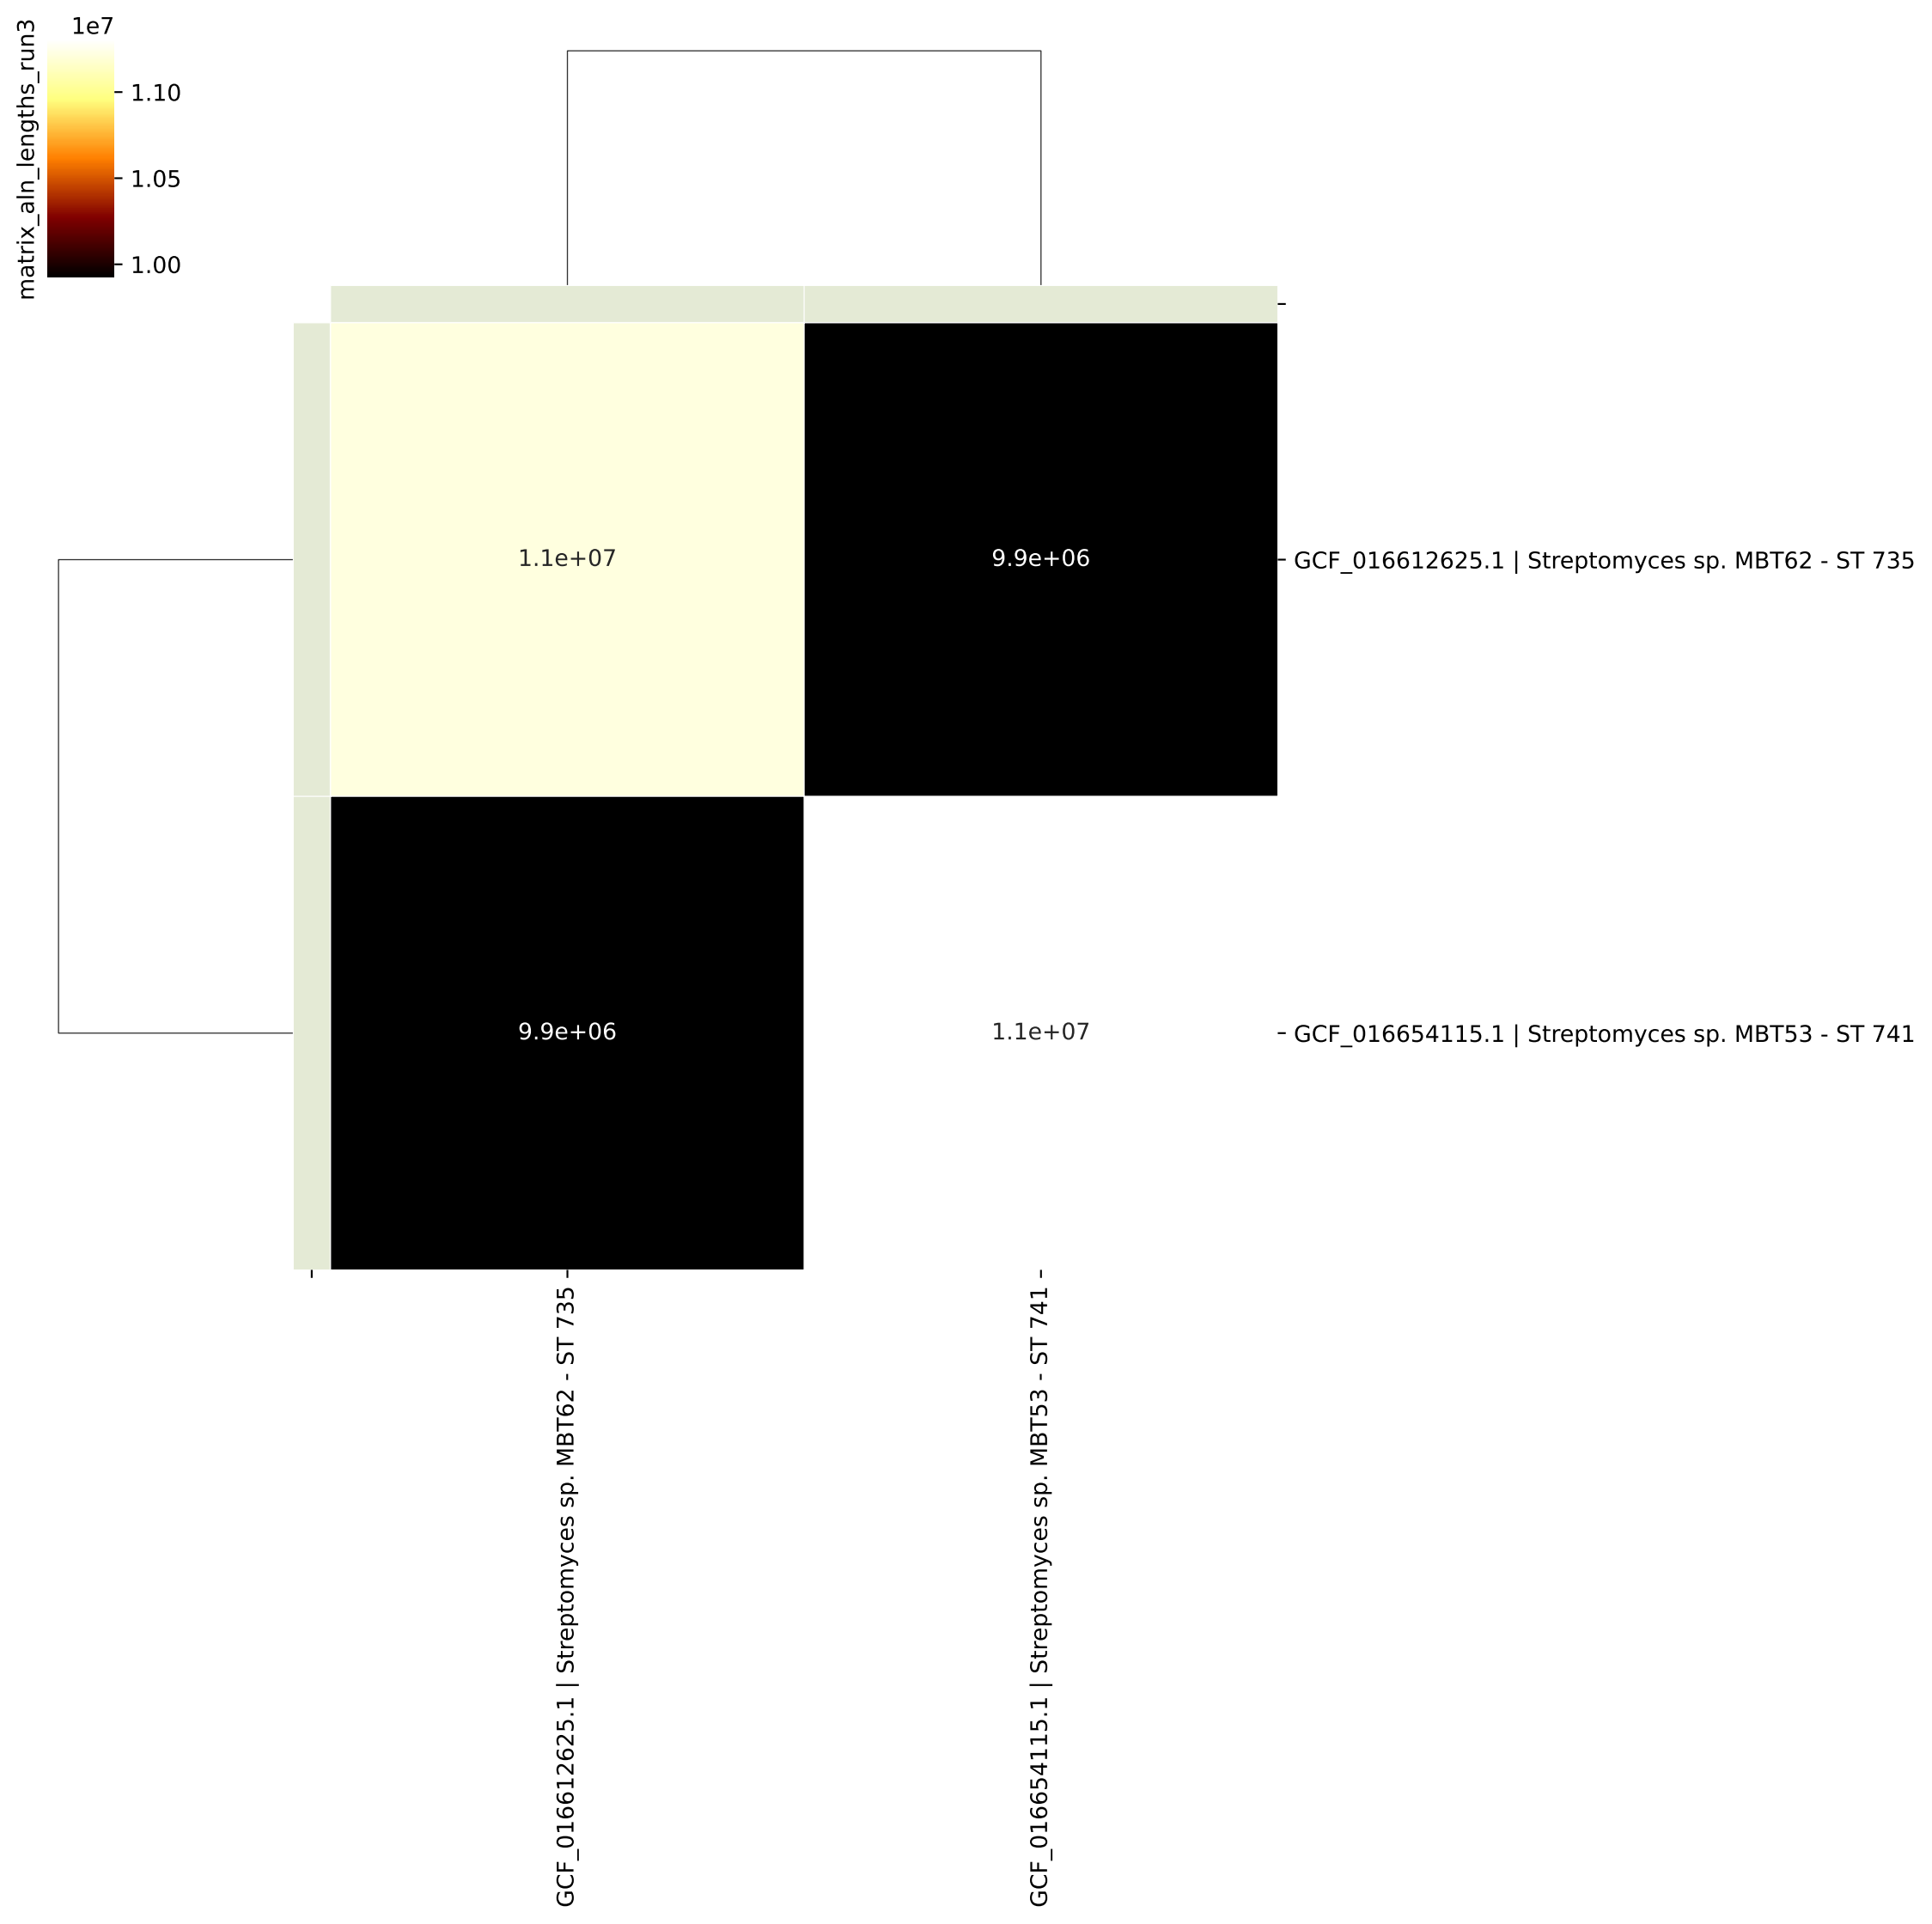 1e7
matrix_aln_lengths_run3
1.10
1.05
1.00
1.1e+07
9.9e+06
GCF_016612625.1 | Streptomyces sp. MBT62 - ST 735
9.9e+06
1.1e+07
GCF_016654115.1 | Streptomyces sp. MBT53 - ST 741
GCF_016612625.1 | Streptomyces sp. MBT62 - ST 735
GCF_016654115.1 | Streptomyces sp. MBT53 - ST 741